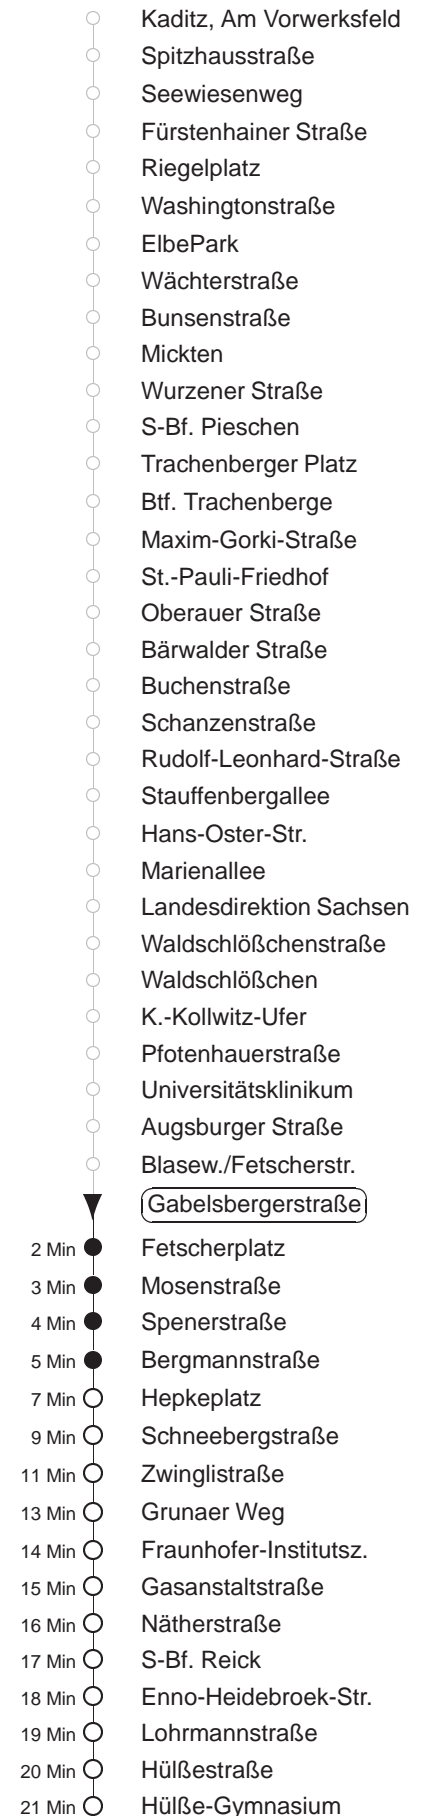 Kaditz, Am Vorwerksfeld
Spitzhausstraße
Seewiesenweg
Fürstenhainer Straße
Riegelplatz
Washingtonstraße
ElbePark
Wächterstraße
Bunsenstraße
Mickten
Wurzener Straße
S-Bf. Pieschen
Trachenberger Platz
Btf. Trachenberge
Maxim-Gorki-Straße
St.-Pauli-Friedhof
Oberauer Straße
Bärwalder Straße
Buchenstraße
Schanzenstraße
Rudolf-Leonhard-Straße
Stauffenbergallee
Hans-Oster-Str.
Marienallee
Landesdirektion Sachsen
Waldschlößchenstraße
Waldschlößchen
K.-Kollwitz-Ufer
Pfotenhauerstraße
Universitätsklinikum
Augsburger Straße
Blasew./Fetscherstr.
Gabelsbergerstraße
2 Min Fetscherplatz
3 Min Mosenstraße
4 Min Spenerstraße
5 Min Bergmannstraße
7 Min Hepkeplatz
9 Min Schneebergstraße
11 Min Zwinglistraße
13 Min Grunaer Weg
14 Min Fraunhofer-Institutsz.
15 Min Gasanstaltstraße
16 Min Nätherstraße
17 Min S-Bf. Reick
18 Min Enno-Heidebroek-Str.
19 Min Lohrmannstraße
20 Min Hülßestraße
21 Min Hülße-Gymnasium